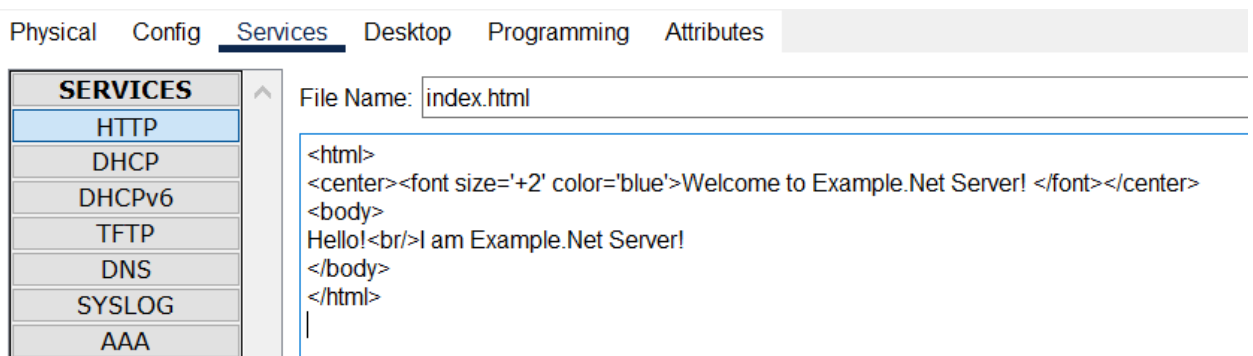 Physical Config Services Desktop Programming Attributes
SERVICES
HTTP
DHCP
DHCPv6
TFTP
DNS
SYSLOG
AAA
File Name: index.html
<html>
<center><font size='+2' color='blue'>Welcome to Example.Net Server! </font></center>
<body>
Hello!<br/>I am Example.Net Server!
</body>
</html>